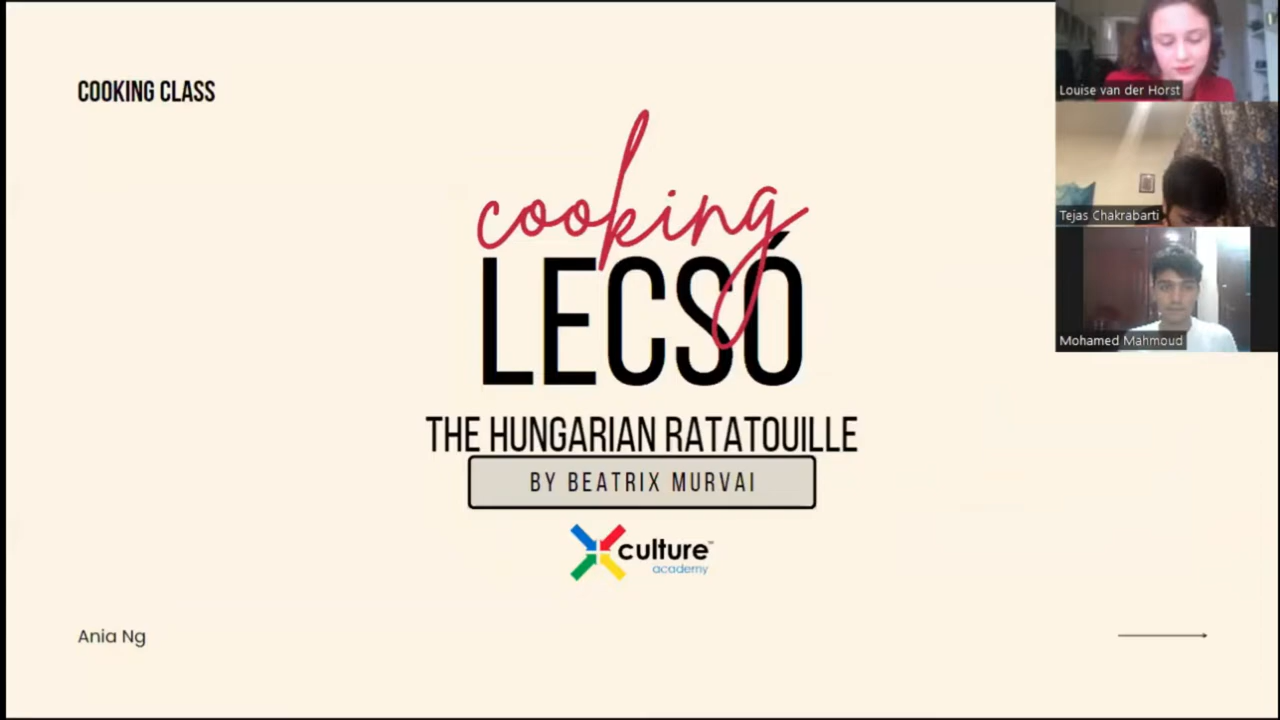 COOKING CLASS
cooking
LECSÓ
THE HUNGARIAN RATATOUILLE
BY BEATRIX MURVAI
culture™
academy
Ania Ng
Louise van der Horst
Tejas Chakrabarti
Mohamed Mahmoud